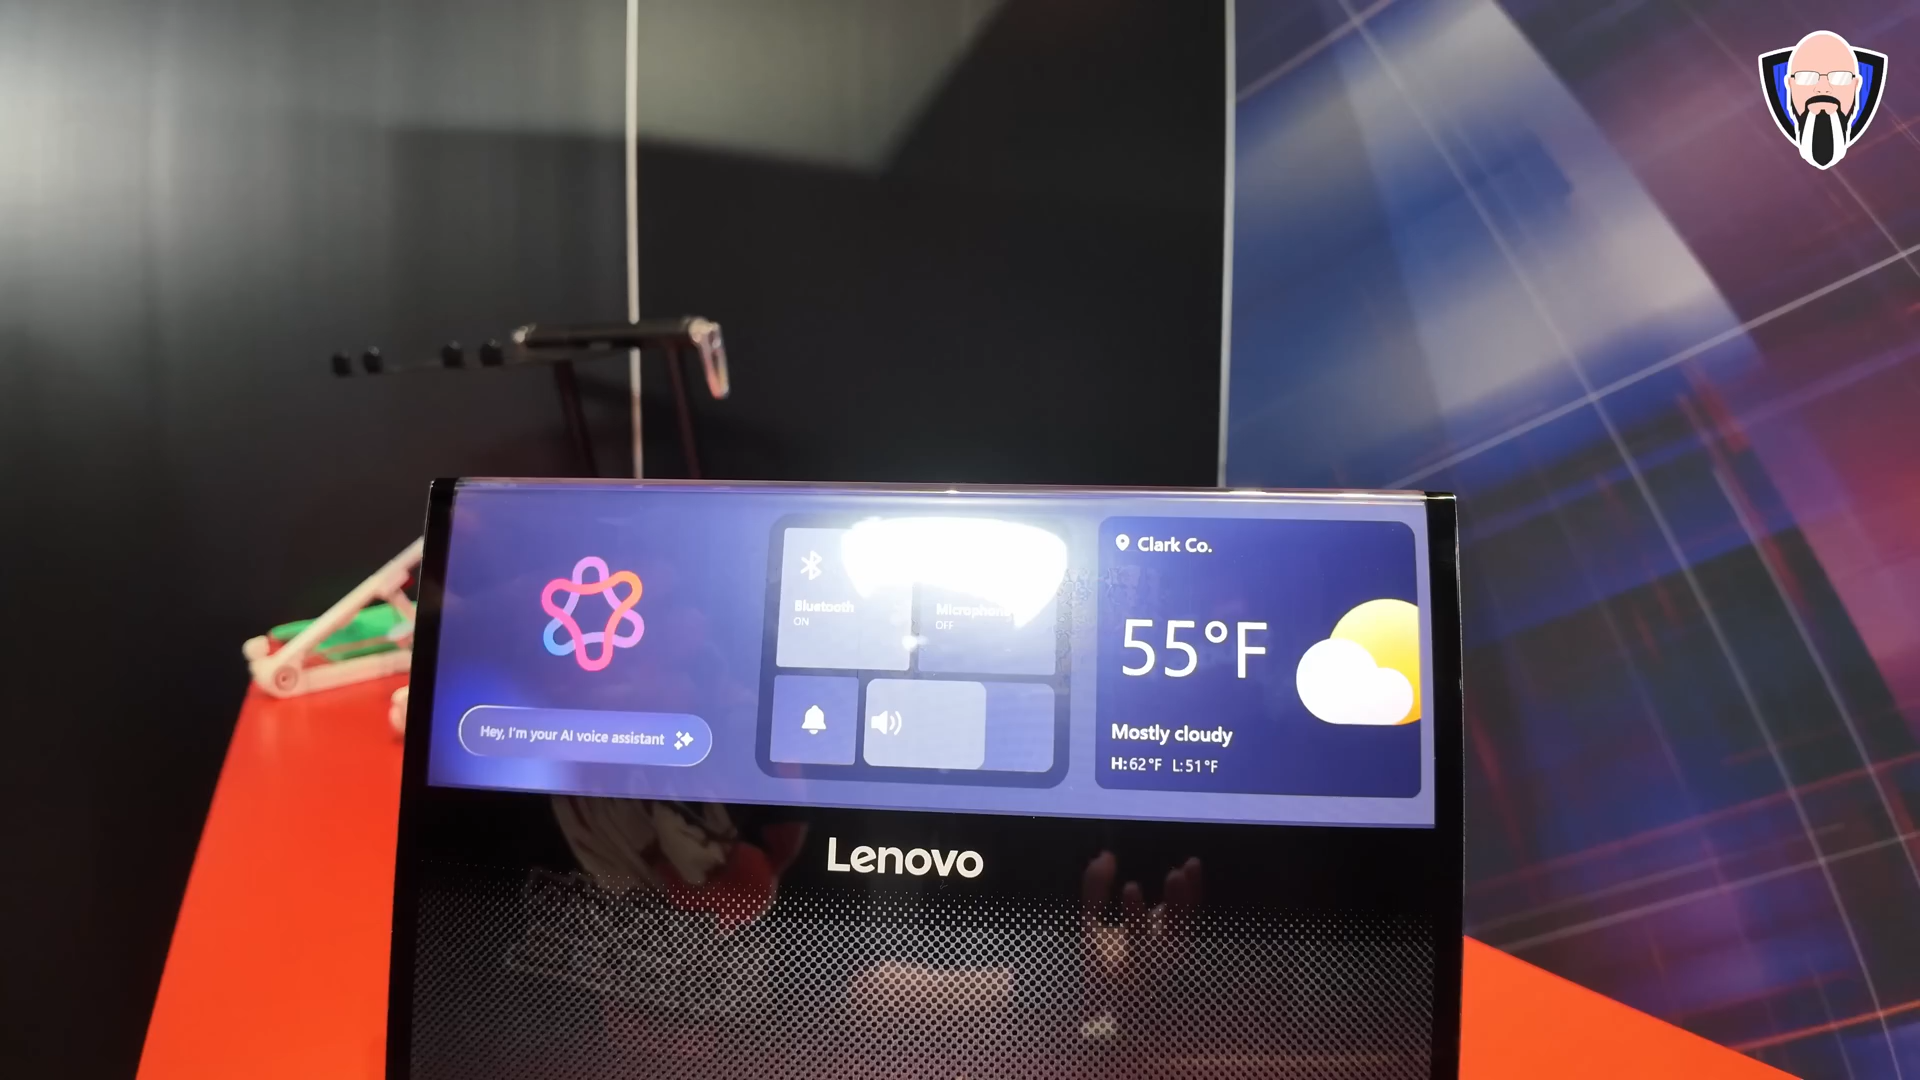 Hey, I'm your AI voice assistant
Bluetooth
ON
Microphone
OFF
Clark Co.
55°F
Mostly cloudy
H:62°F L:51°F
Lenovo